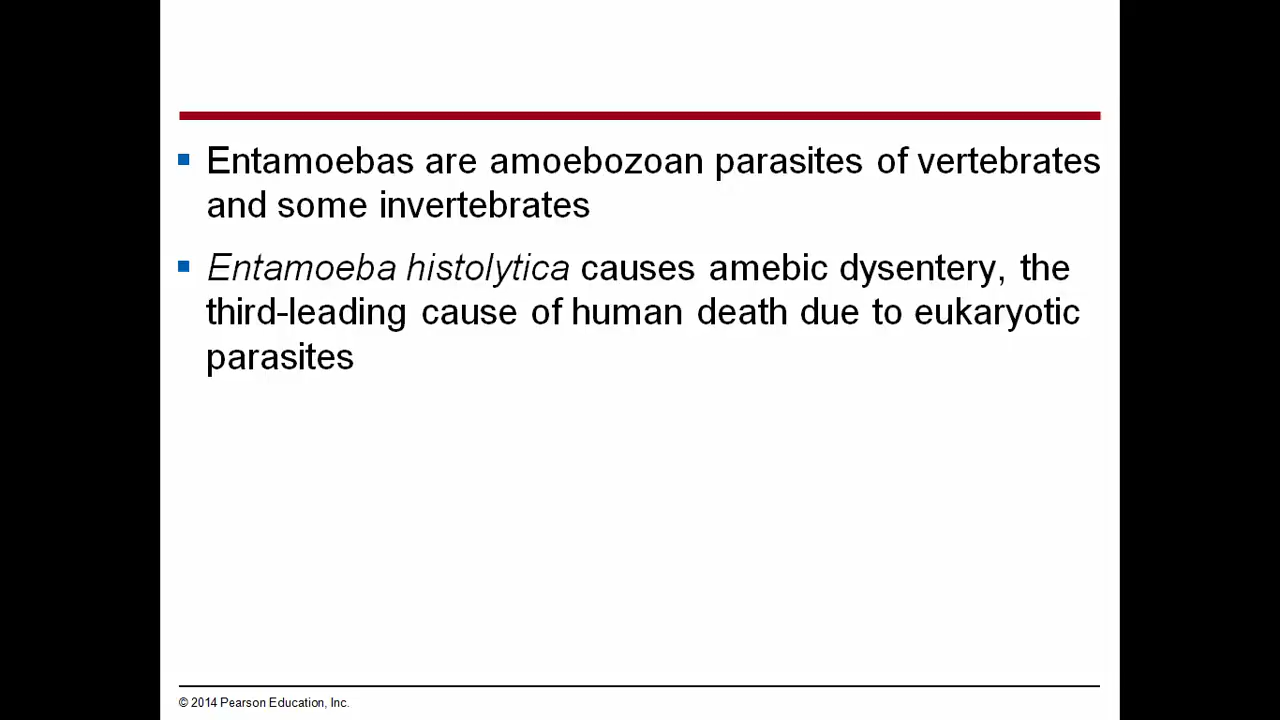 Entamoebas are amoebozoan parasites of vertebrates
and some invertebrates
Entamoeba histolytica causes amebic dysentery, the
third-leading cause of human death due to eukaryotic
parasites
© 2014 Pearson Education, Inc.